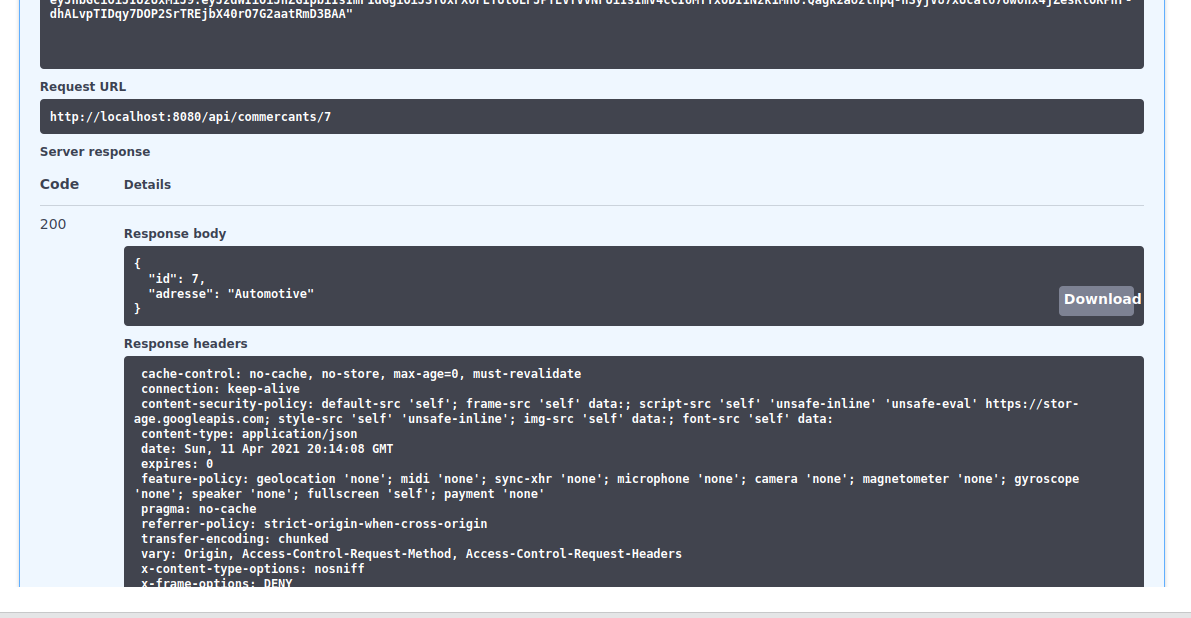 dhALvpTIDqy7DOP2SrTREjbX40rO7G2aatRmD3BAA"
Request URL
http://localhost:8080/api/commercants/7
Server response
Code Details
200
Response body
{
"id": 7,
"adresse": "Automotive"
}
Download
Response headers
cache-control: no-cache, no-store, max-age=0, must-revalidate
connection: keep-alive
content-security-policy: default-src 'self'; frame-src 'self' data:; script-src 'self' 'unsafe-inline' 'unsafe-eval' https://stor-
age.googleapis.com; style-src 'self' 'unsafe-inline'; img-src 'self' data:; font-src 'self' data:
content-type: application/json
date: Sun, 11 Apr 2021 20:14:08 GMT
expires: 0
feature-policy: geolocation 'none'; midi 'none'; sync-xhr 'none'; microphone 'none'; camera 'none'; magnetometer 'none'; gyroscope
'none'; speaker 'none'; fullscreen 'self'; payment 'none'
pragma: no-cache
referrer-policy: strict-origin-when-cross-origin
transfer-encoding: chunked
vary: Origin, Access-Control-Request-Method, Access-Control-Request-Headers
x-content-type-options: nosniff
x-frame-options: DENY